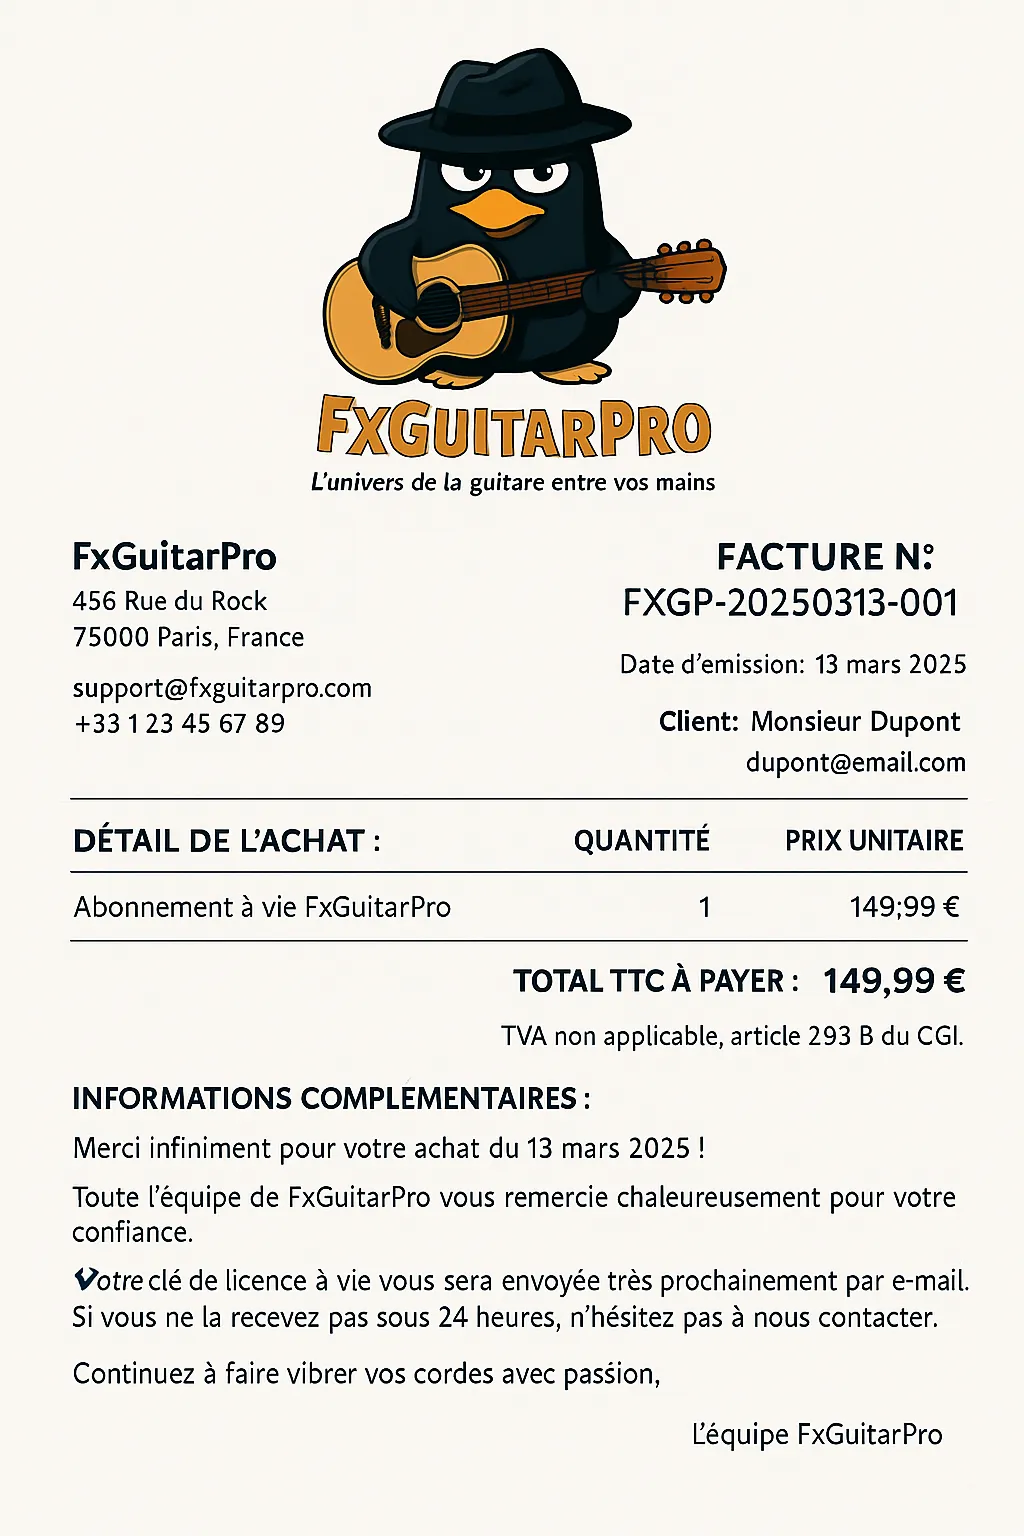 FxGuitarPro
L'univers de la guitare entre vos mains
FxGuitarPro
456 Rue du Rock
75000 Paris, France
support@fxguitarpro.com
+33 1 23 45 67 89
FACTURE N°:
FXGP-20250313-001
Date d'emission: 13 mars 2025
Client: Monsieur Dupont
dupont@email.com
DÉTAIL DE L'ACHAT : QUANTITÉ PRIX UNITAIRE
Abonnement à vie FxGuitarPro 1 149;99 €
TOTAL TTC À PAYER : 149,99 €
TVA non applicable, article 293 B du CGI.
INFORMATIONS COMPLÉMENTAIRES :
Merci infiniment pour votre achat du 13 mars 2025 !
Toute l'équipe de FxGuitarPro vous remercie chaleureusement pour votre
confiance.
Votre clé de licence à vie vous sera envoyée très prochainement par e-mail.
Si vous ne la recevez pas sous 24 heures, n'hésitez pas à nous contacter.
Continuez à faire vibrer vos cordes avec passion,
L'équipe FxGuitarPro